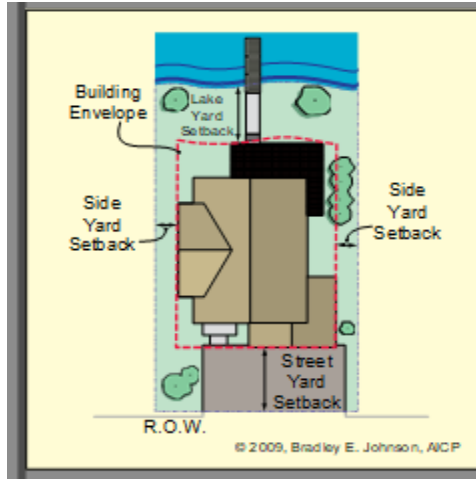 Building
Envelope
Lake
Yard
Setback
Side
Yard
Setback
Side
Yard
Setback
Street
Yard
Setback
R.O.W.
© 2009, Bradley E. Johnson, AICP